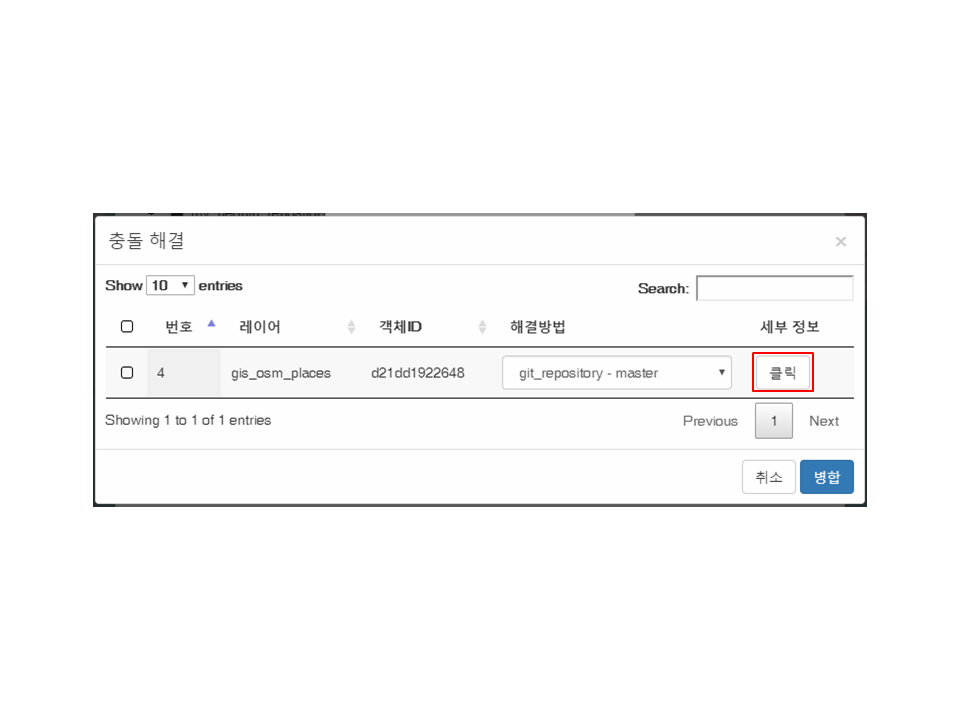 충돌 해결 ×
Show 10 entries Search:
번호 레이어 객체ID 해결방법 세부 정보
4 gis_osm_places d21dd1922648 git_repository - master 클릭
Showing 1 to 1 of 1 entries Previous 1 Next
취소 병합